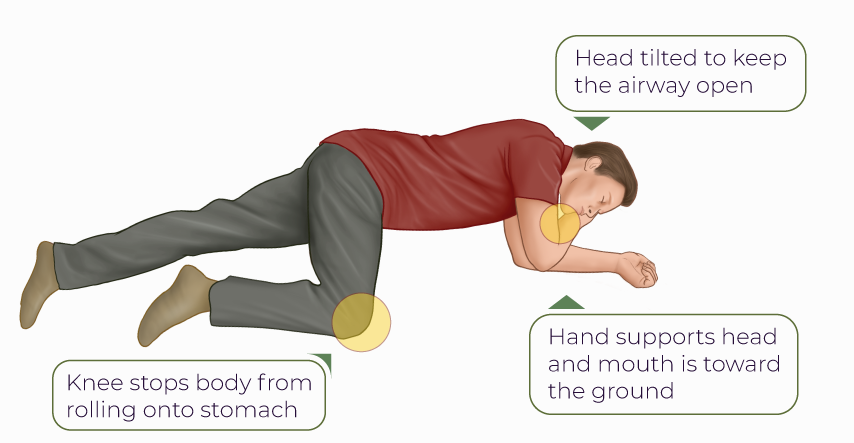 Head tilted to keep
the airway open
Hand supports head
and mouth is toward
the ground
Knee stops body from
rolling onto stomach